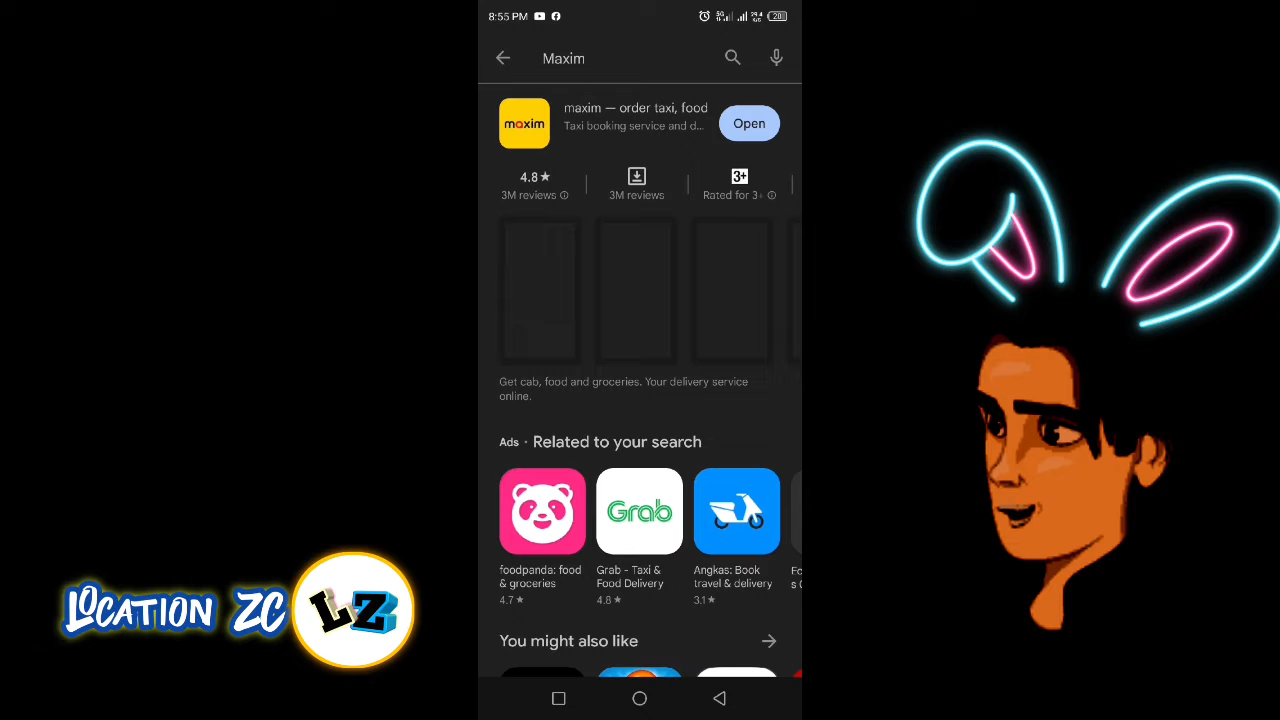 8:55 PM
Maxim
maxim
maxim — order taxi, food
Taxi booking service and d...
Open
4.8★
3M reviews
3M reviews
3+
Rated for 3+
Get cab, food and groceries. Your delivery service
online.
Ads · Related to your search
Grab
foodpanda: food
& groceries
4.7★
Grab - Taxi &
Food Delivery
4.8★
Angkas: Book
travel & delivery
3.1★
You might also like
LOCATION ZC
LZ